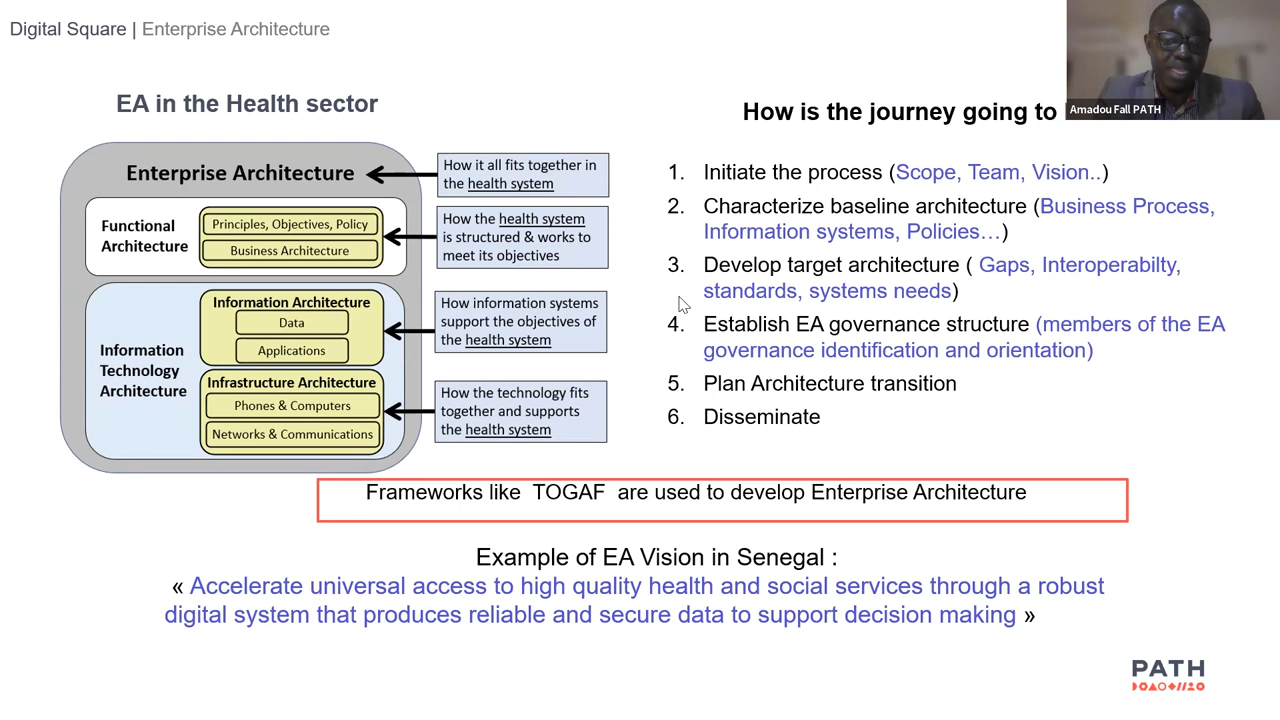 Digital Square | Enterprise Architecture
Amadou Fall PATH
EA in the Health sector
Enterprise Architecture
Functional
Architecture
Principles, Objectives, Policy
Business Architecture
Information
Technology
Architecture
Information Architecture
Data
Applications
Infrastructure Architecture
Phones & Computers
Networks & Communications
How it all fits together in
the health system
How the health system
is structured & works to
meet its objectives
How information systems
support the objectives of
the health system
How the technology fits
together and supports
the health system
How is the journey going to
1. Initiate the process (Scope, Team, Vision..)
2. Characterize baseline architecture (Business Process,
Information systems, Policies…)
3. Develop target architecture ( Gaps, Interoperabilty,
standards, systems needs)
4. Establish EA governance structure (members of the EA
governance identification and orientation)
5. Plan Architecture transition
6. Disseminate
Frameworks like TOGAF are used to develop Enterprise Architecture
Example of EA Vision in Senegal :
« Accelerate universal access to high quality health and social services through a robust
digital system that produces reliable and secure data to support decision making »
PATH